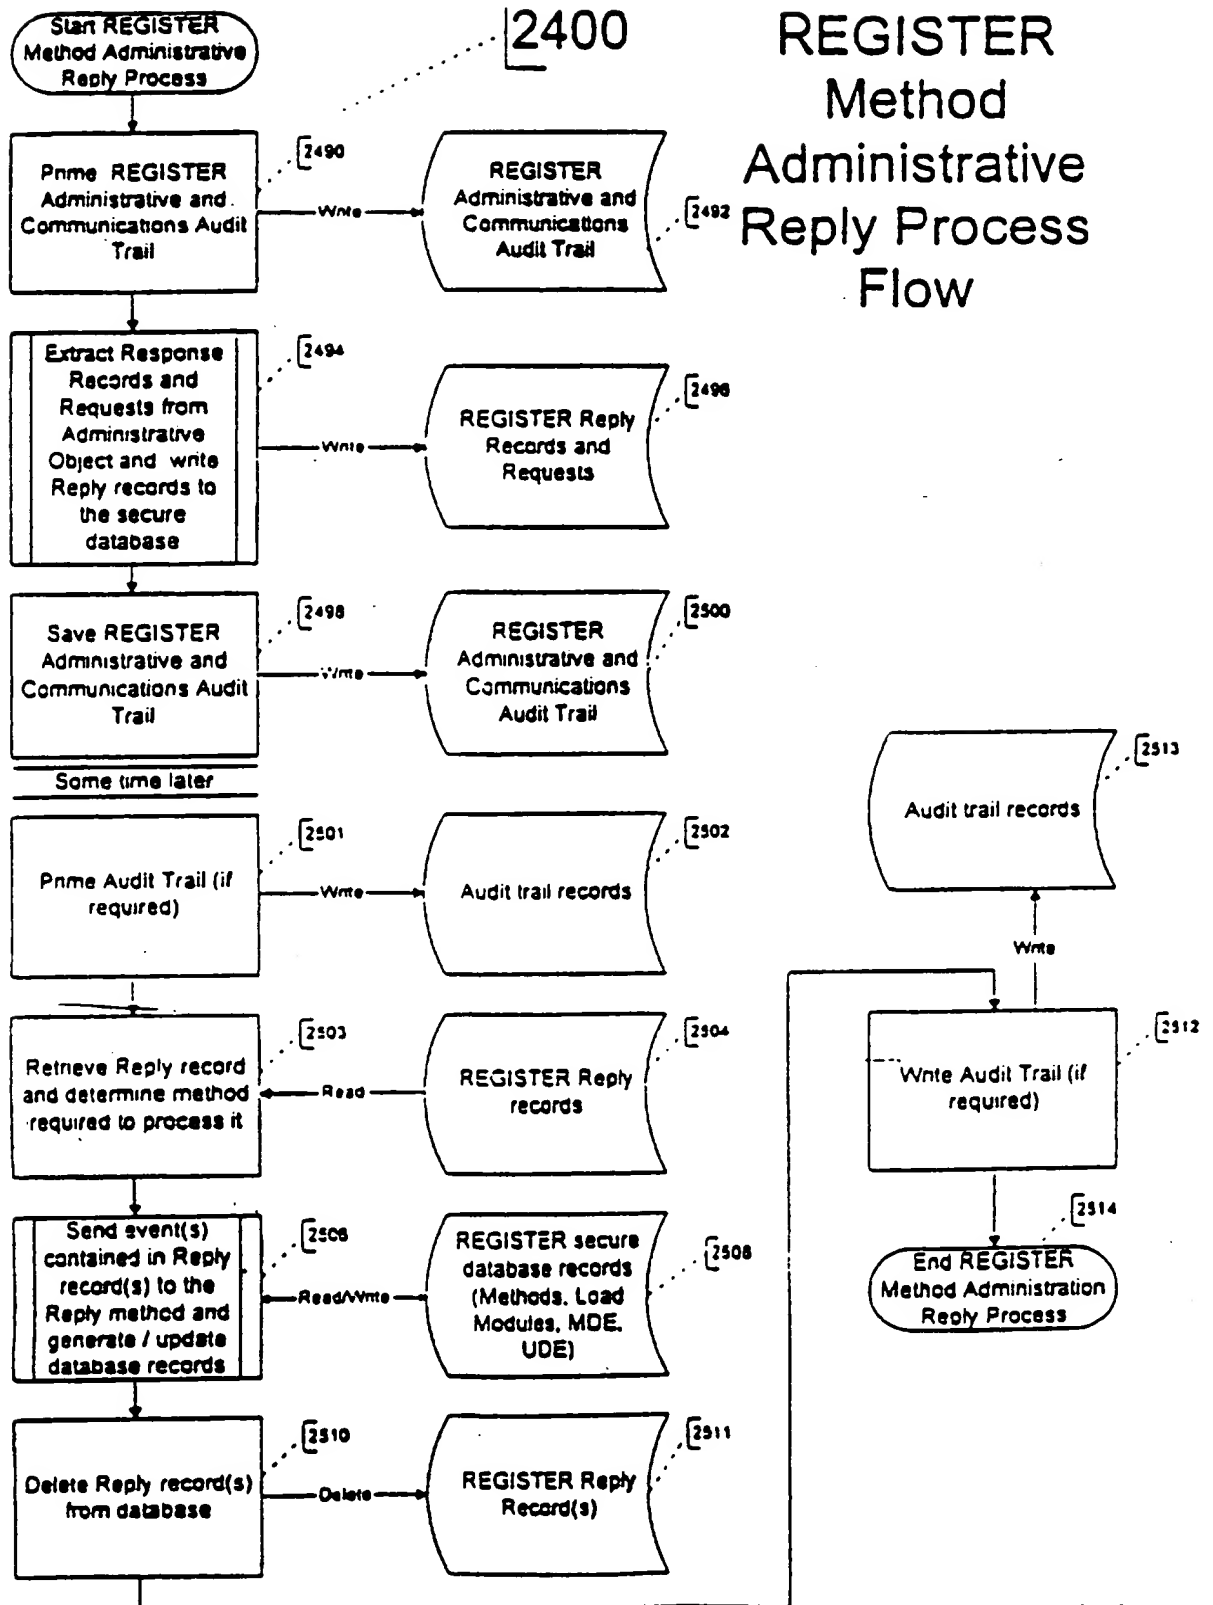 Start REGISTER
Method Administrative
Reply Process
2400
REGISTER
Method
Administrative
Reply Process
Flow
Prime REGISTER
Administrative and
Communications Audit
Trail
2490
Write
REGISTER
Administrative and
Communications
Audit Trail
2492
Extract Response
Records and
Requests from
Administrative
Object and write
Reply records to
the secure
database
2494
Write
REGISTER Reply
Records and
Requests
2496
Save REGISTER
Administrative and
Communications Audit
Trail
2498
Write
REGISTER
Administrative and
Communications
Audit Trail
2500
Some time later
Prime Audit Trail (if
required)
2501
Write
Audit trail records
2502
Retrieve Reply record
and determine method
required to process it
2503
Read
REGISTER Reply
records
2504
Send event(s)
contained in Reply
record(s) to the
Reply method and
generate / update
database records
2506
Read/Write
REGISTER secure
database records
(Methods, Load
Modules, MDE,
UDE)
2508
Delete Reply record(s)
from database
2510
Delete
REGISTER Reply
Record(s)
2511
Audit trail records
2513
Write
Write Audit Trail (if
required)
2512
2514
End REGISTER
Method Administration
Reply Process